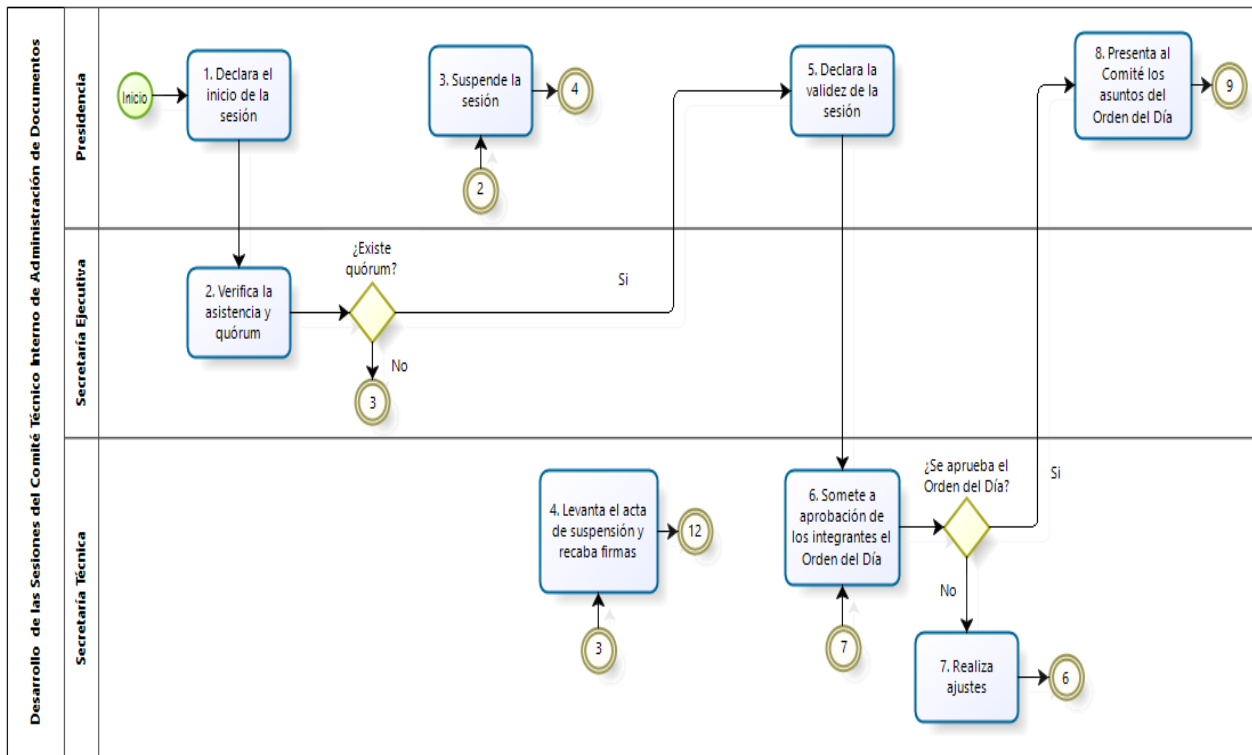 Desarrollo de las Sesiones del Comité Técnico Interno de Administración de Documentos
Presidencia
Inicio
1. Declara el
inicio de la
sesión
3. Suspende la
sesión
4
2
5. Declara la
validez de la
sesión
8. Presenta al
Comité los
asuntos del
Orden del Día
9
Secretaría Ejecutiva
2. Verifica la
asistencia y
quórum
¿Existe
quórum?
Si
No
3
Secretaría Técnica
4. Levanta el acta
de suspensión y
recaba firmas
12
3
6. Somete a
aprobación de
los integrantes el
Orden del Día
7
¿Se aprueba el
Orden del Día?
Si
No
7. Realiza
ajustes
6